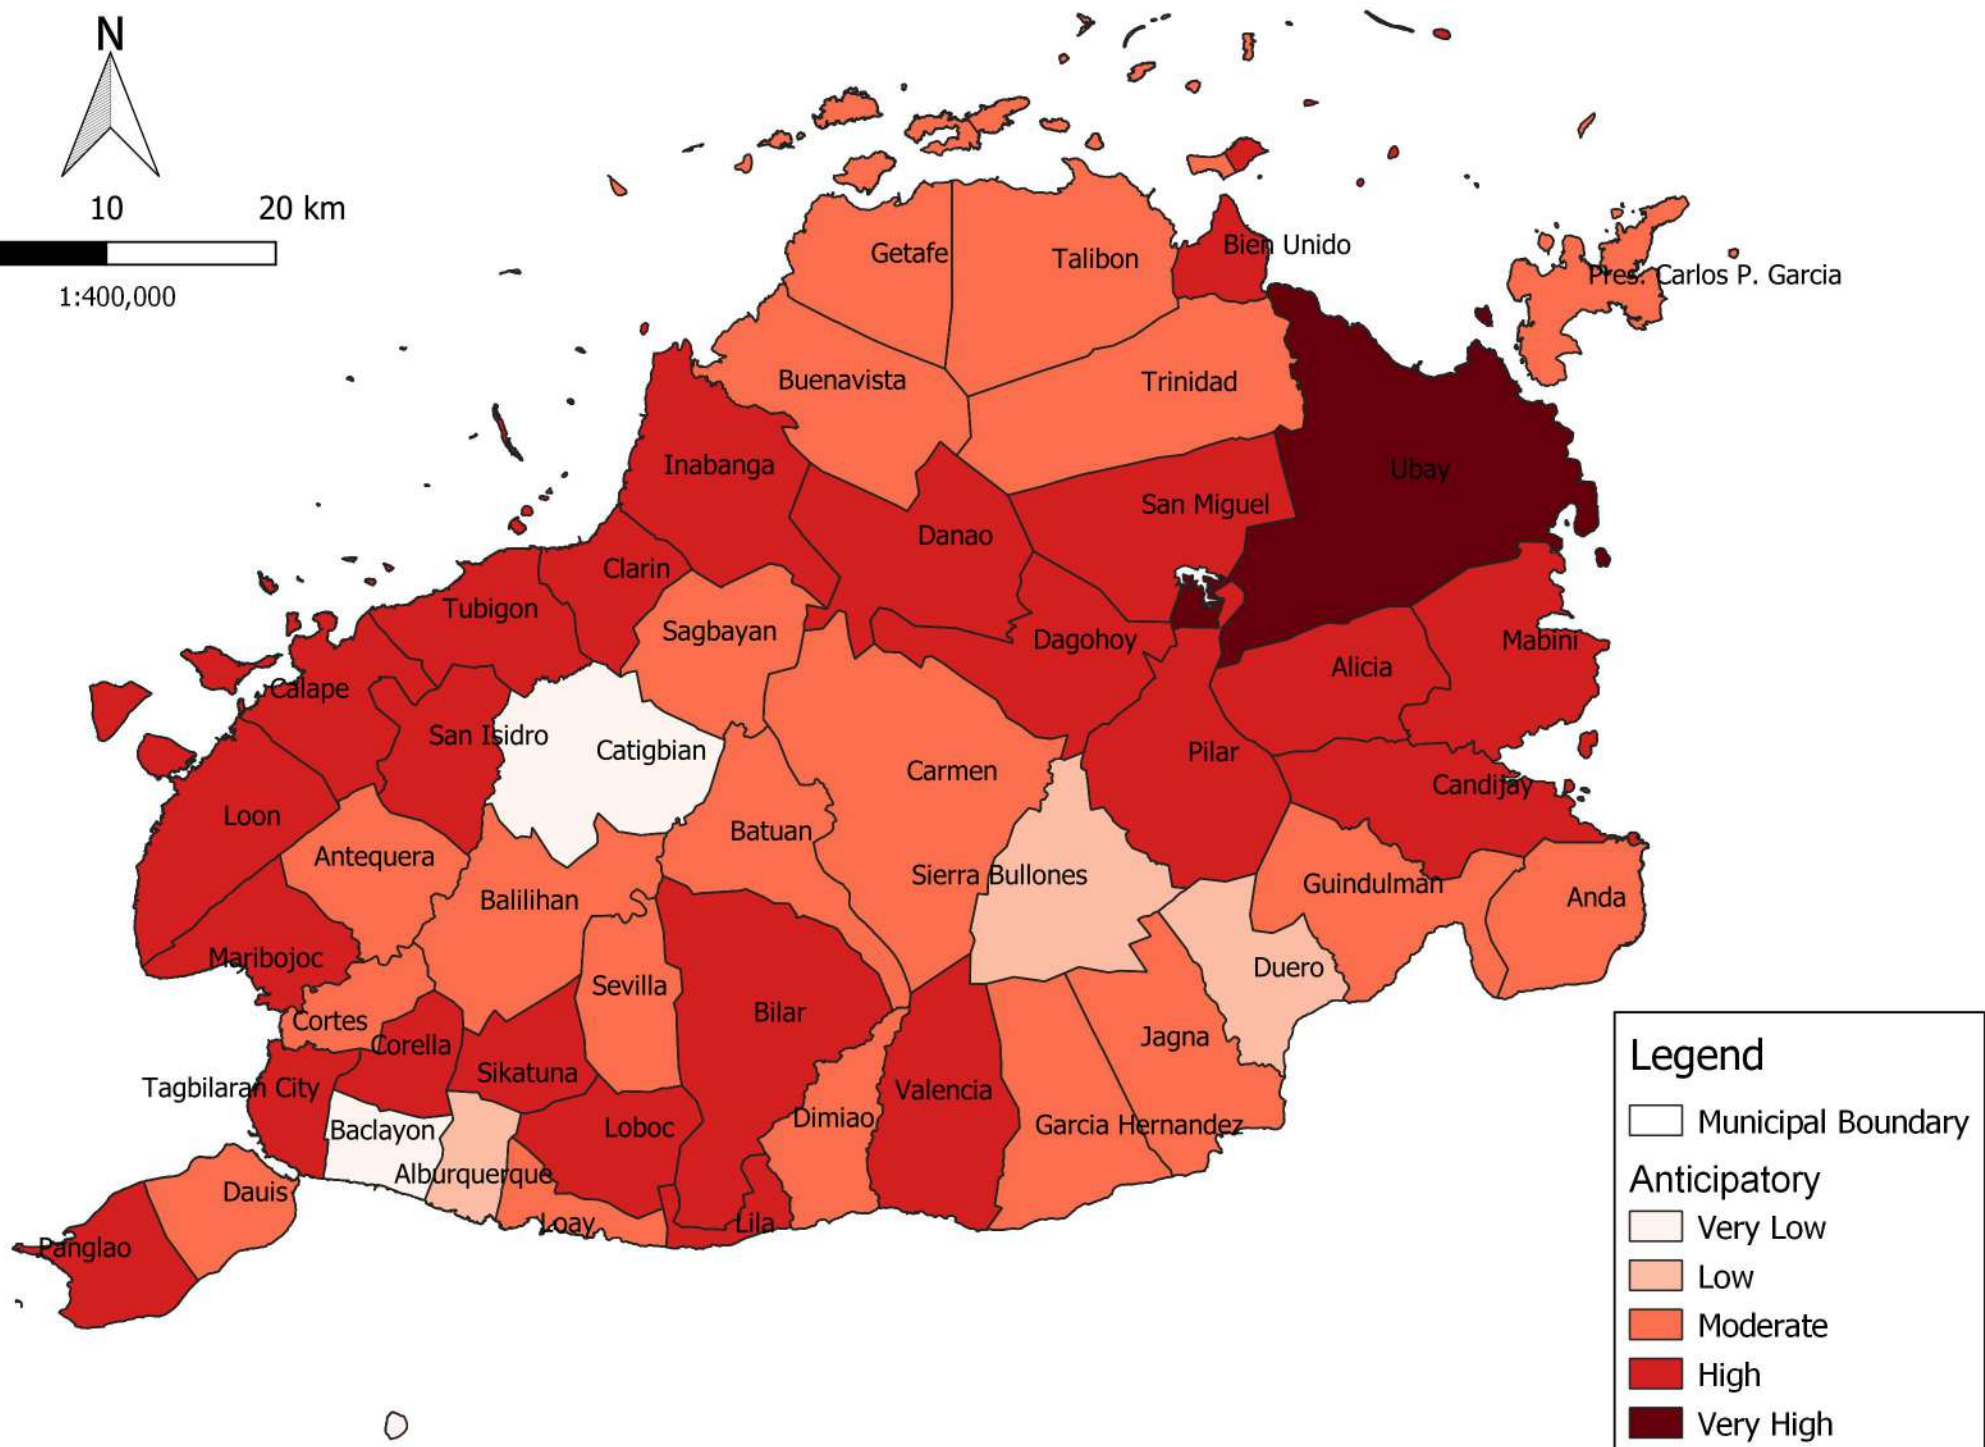 N
10 20 km
1:400,000
Getafe
Talibon
Bien Unido
Pres. Carlos P. Garcia
Buenavista
Trinidad
Inabanga
Ubay
San Miguel
Danao
Clarin
Tubigon
Sagbayan
Dagohoy
Mabini
Alicia
Calape
San Isidro
Catigbian
Pilar
Carmen
Candijay
Loon
Batuan
Antequera
Sierra Bullones
Guindulman
Anda
Balilihan
Maribojoc
Duero
Sevilla
Bilar
Cortes
Jagna
Corella
Sikatuna
Tagbilaran City
Valencia
Dimiao
Garcia Hernandez
Loboc
Baclayon
Alburquerque
Dauis
Loay
Lila
Panglao
Legend
Municipal Boundary
Anticipatory
Very Low
Low
Moderate
High
Very High